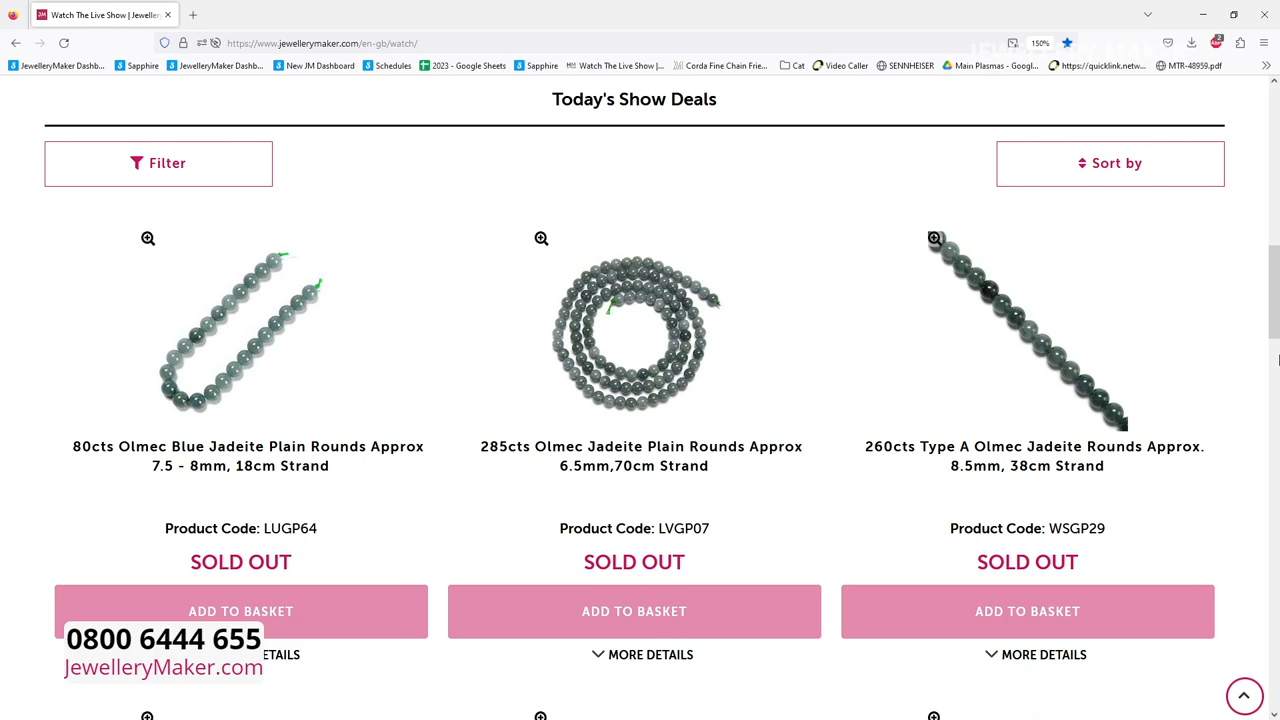 Watch The Live Show | Jeweller
https://www.jewellerymaker.com/en-gb/watch/
150%
2
JewelleryMaker Dashb...
Sapphire
JewelleryMaker Dashb...
New JM Dashboard
Schedules
2023 - Google Sheets
Sapphire
Watch The Live Show |...
Corda Fine Chain Frie...
Cat
Video Caller
SENNHEISER
Main Plasmas - Googl...
https://quicklink.netw...
MTR-48959.pdf
Today's Show Deals
Filter
Sort by
80cts Olmec Blue Jadeite Plain Rounds Approx
7.5 - 8mm, 18cm Strand
285cts Olmec Jadeite Plain Rounds Approx
6.5mm,70cm Strand
260cts Type A Olmec Jadeite Rounds Approx.
8.5mm, 38cm Strand
Product Code: LUGP64
Product Code: LVGP07
Product Code: WSGP29
SOLD OUT
SOLD OUT
SOLD OUT
ADD TO BASKET
ADD TO BASKET
ADD TO BASKET
0800 6444 655
JewelleryMaker.com
ETAILS
MORE DETAILS
MORE DETAILS